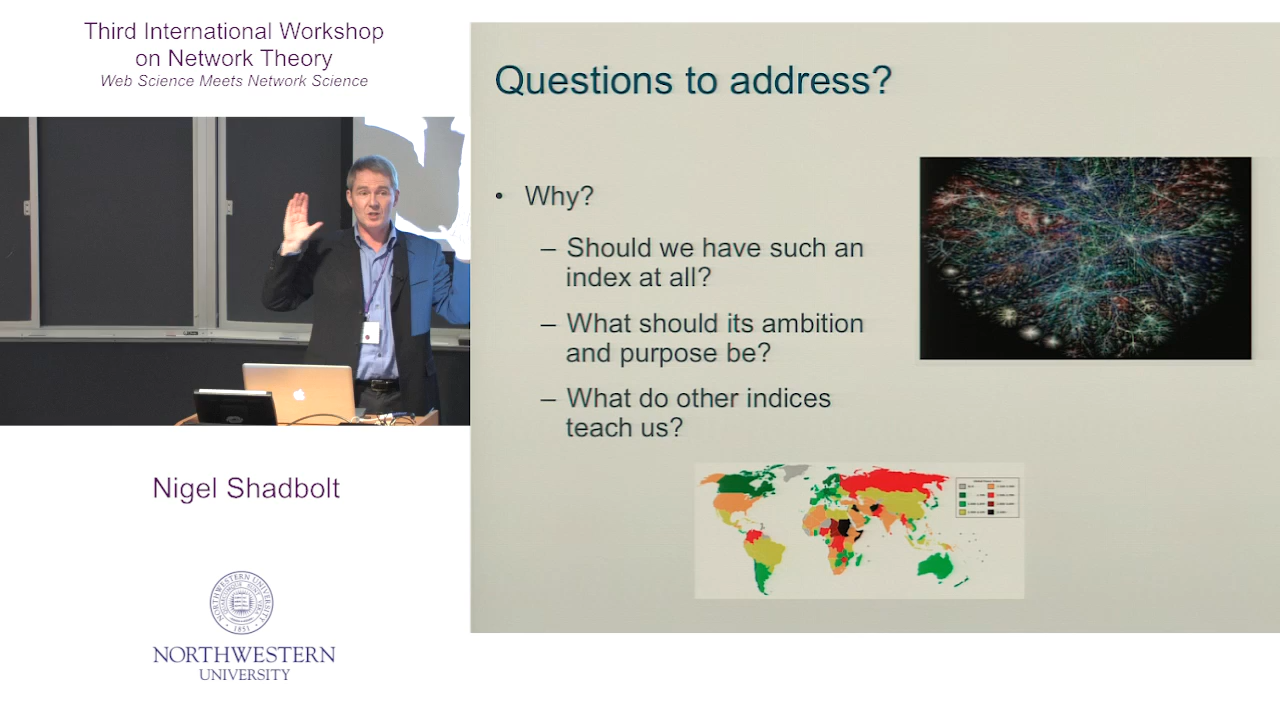 Third International Workshop
on Network Theory
Web Science Meets Network Science
Questions to address?
• Why?
– Should we have such an
index at all?
– What should its ambition
and purpose be?
– What do other indices
teach us?
Nigel Shadbolt
1851
NORTHWESTERN
UNIVERSITY